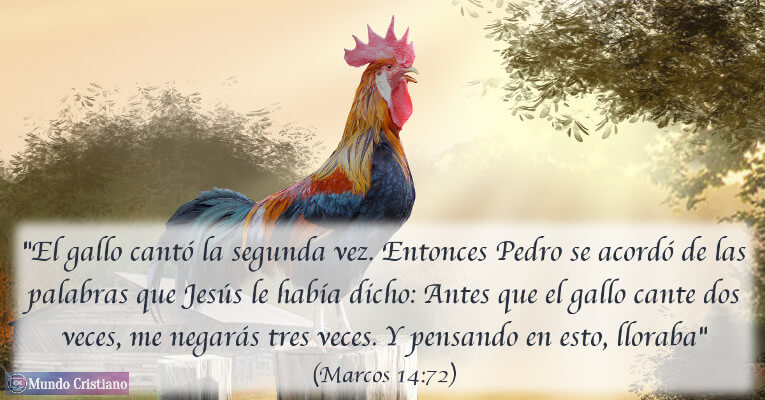 "El gallo cantó la segunda vez. Entonces Pedro se acordó de las
palabras que Jesús le había dicho: Antes que el gallo cante dos
veces, me negarás tres veces. Y pensando en esto, lloraba"
(Marcos 14:72)
Mundo Cristiano